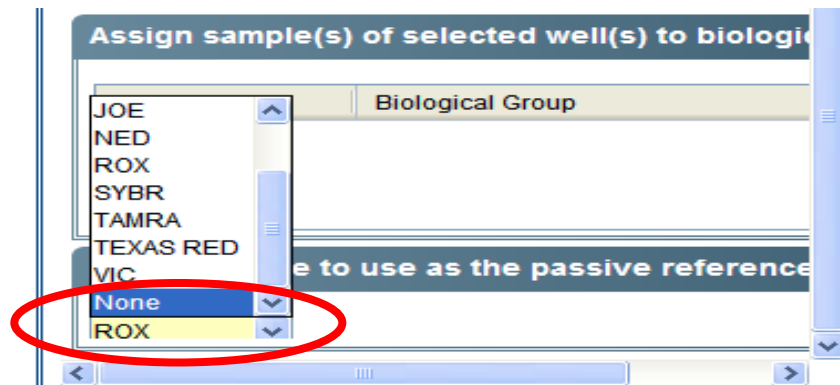 Assign sample(s) of selected well(s) to
Biological Group
JOE
NED
ROX
SYBR
TAMRA
TEXAS RED
VIC
e to use as the passive reference
None
ROX